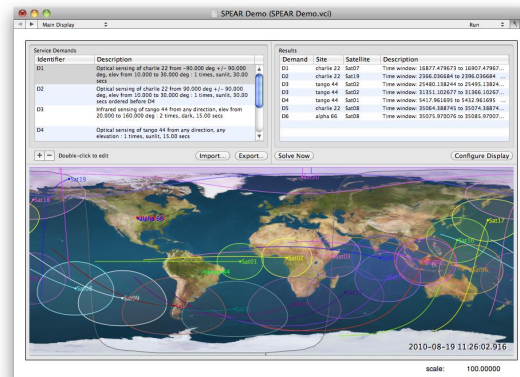 SPEAR Demo (SPEAR Demo.vci)
Main Display
Run
Service Demands
Identifier Description
D1 Optical sensing of charlie 22 from -90.000 deg +/- 90.000
deg, elev from 10.000 to 30.000 deg : 1 times, sunlit, 30.00
secs
D2 Optical sensing of charlie 22 from 90.000 deg +/- 90.000
deg, elev from 10.000 to 30.000 deg : 1 times, sunlit, 30.00
secs ordered before D4
D3 Infrared sensing of tango 44 from any direction, elev from
20.000 to 160.000 deg : 2 times, dark, 15.00 secs
D4 Optical sensing of tango 44 from any direction, any
elevation : 1 times, sunlit, 15.00 secs
+ − Double-click to edit
Import... Export...
Results
Demand Site Satellite Description
D1 charlie 22 Sat07 Time window: 16877.479673 to 16907.47967...
D2 charlie 22 Sat19 Time window: 2366.036684 to 2396.036684 ...
D3 tango 44 Sat02 Time window: 25480.138244 to 25495.13824...
D3 tango 44 Sat02 Time window: 31351.102677 to 31366.10267...
D4 tango 44 Sat01 Time window: 5417.961695 to 5432.961695 ...
D5 charlie 22 Sat08 Time window: 35064.388745 to 35074.38874...
D6 alpha 66 Sat08 Time window: 35075.970076 to 35085.97007...
Solve Now
Configure Display
Sat19
Sat18
alpha 66
Sat17
Sat16
Sat01
Sat02
Sat03
Sat06
Sat09
2010-08-19 11:26:02.916
scale: 100.00000